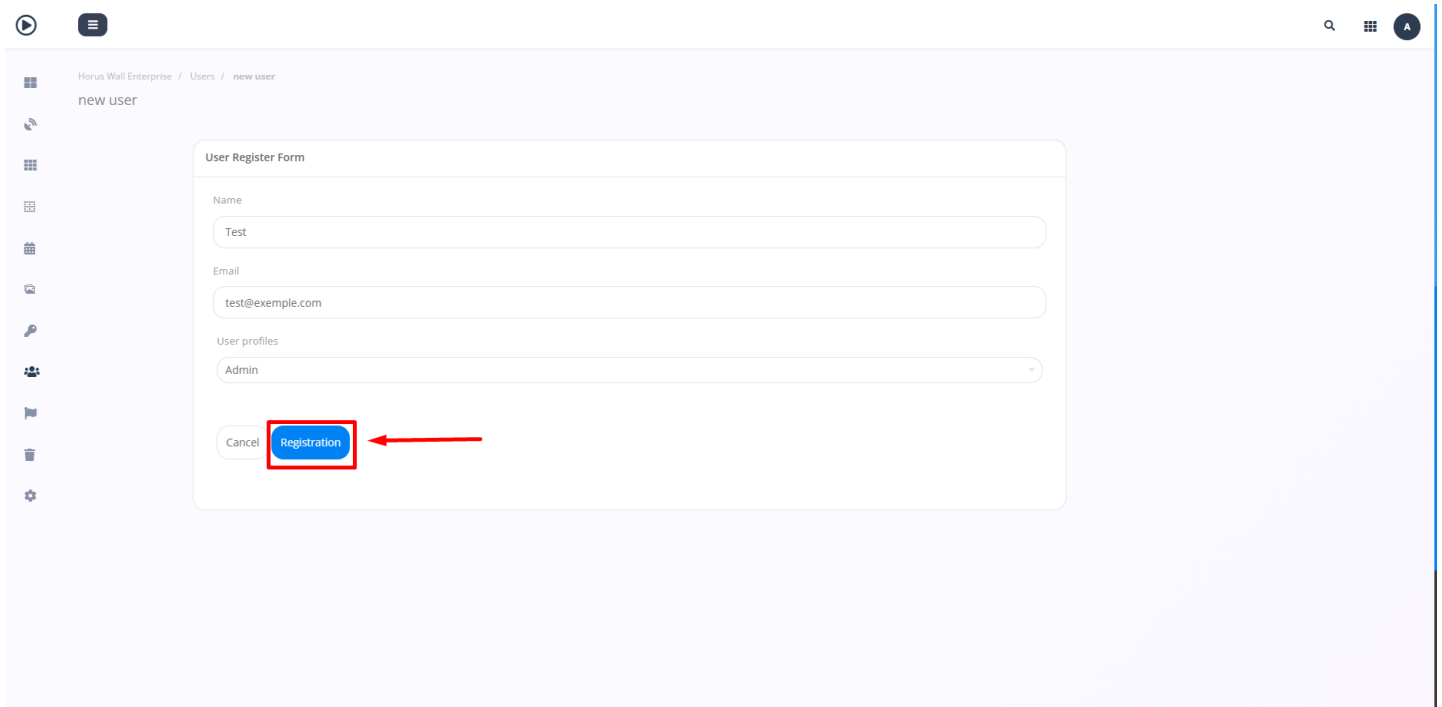 A
Horus Wall Enterprise / Users / new user
new user
User Register Form
Name
Test
Email
test@exemple.com
User profiles
Admin
Cancel Registration